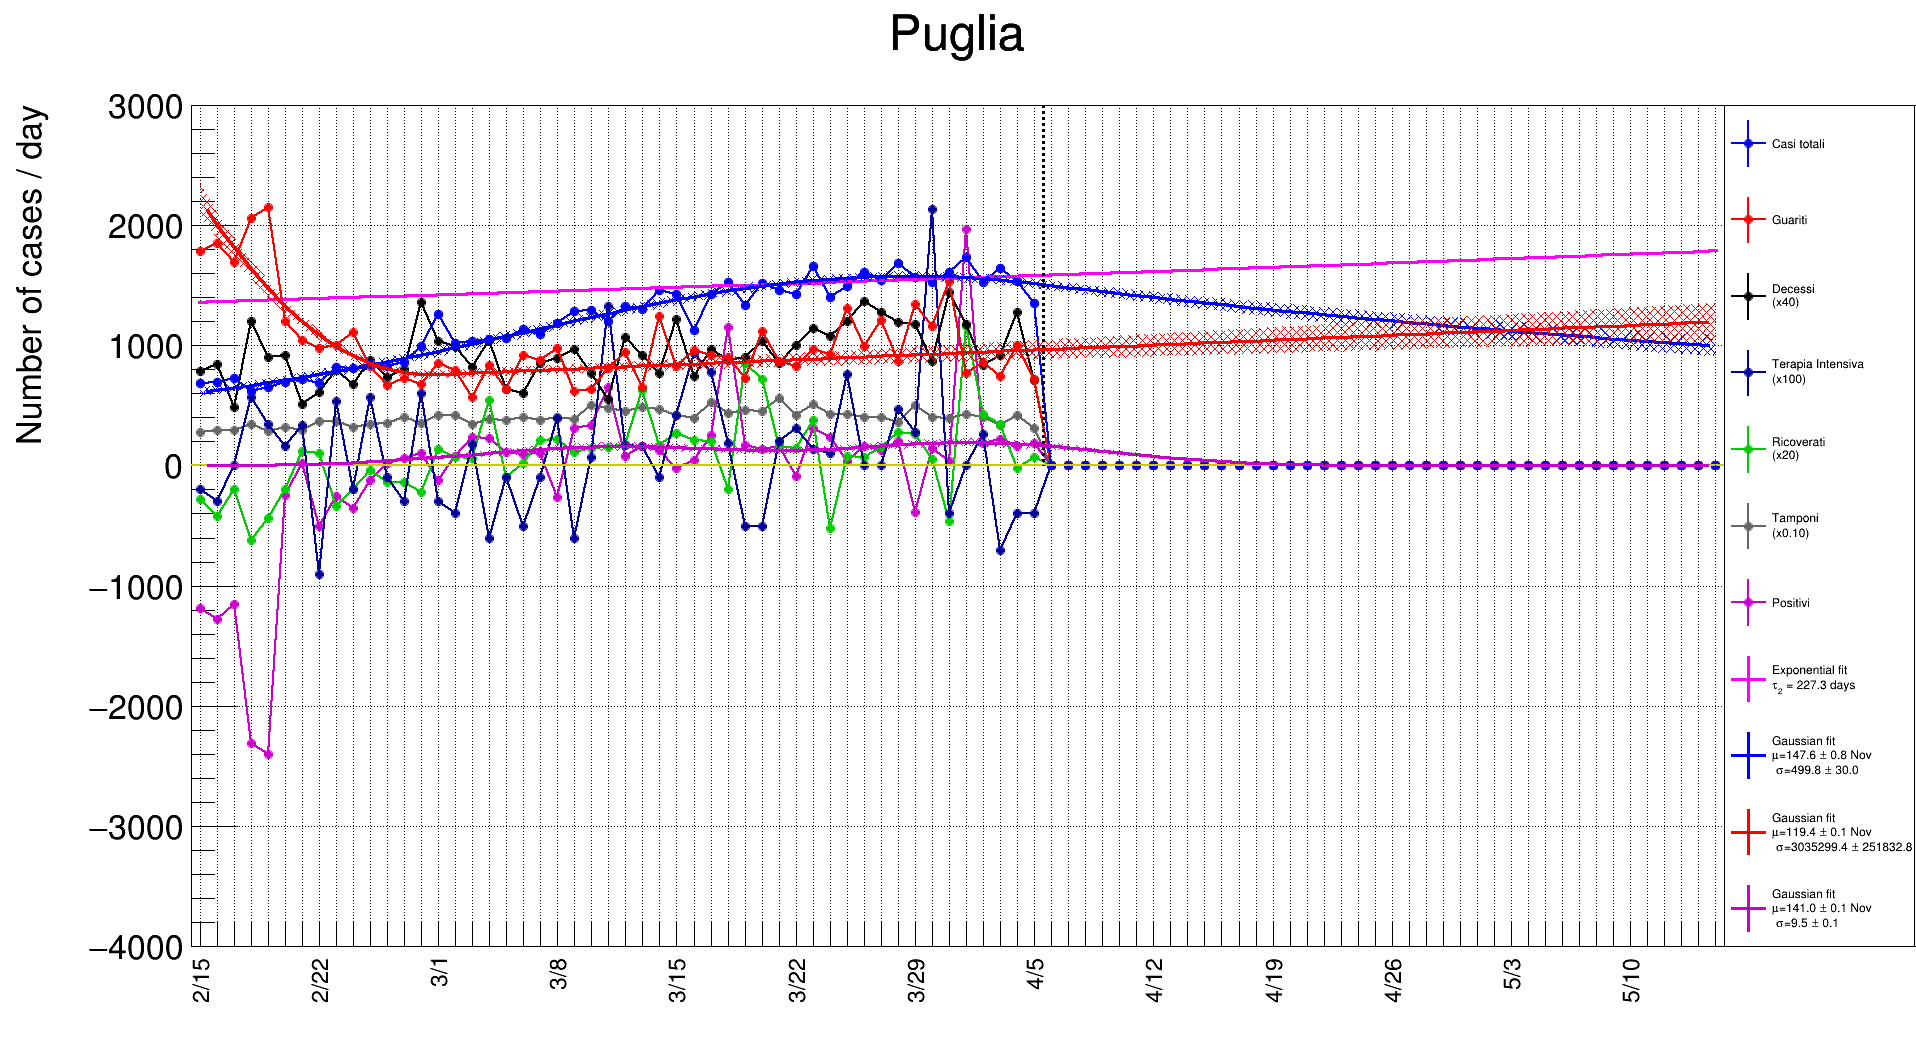 Puglia
Number of cases / day
3000
2000
1000
0
−1000
−2000
−3000
−4000
2/15
2/22
3/1
3/8
3/15
3/22
3/29
4/5
4/12
4/19
4/26
5/3
5/10
Casi totali
Guariti
Decessi
(x40)
Terapia Intensiva
(x100)
Ricoverati
(x20)
Tamponi
(x0.10)
Positivi
Exponential fit
τ2 = 227.3 days
Gaussian fit
μ=147.6 ± 0.8 Nov
σ=499.8 ± 30.0
Gaussian fit
μ=119.4 ± 0.1 Nov
σ=3035299.4 ± 251832.8
Gaussian fit
μ=141.0 ± 0.1 Nov
σ=9.5 ± 0.1